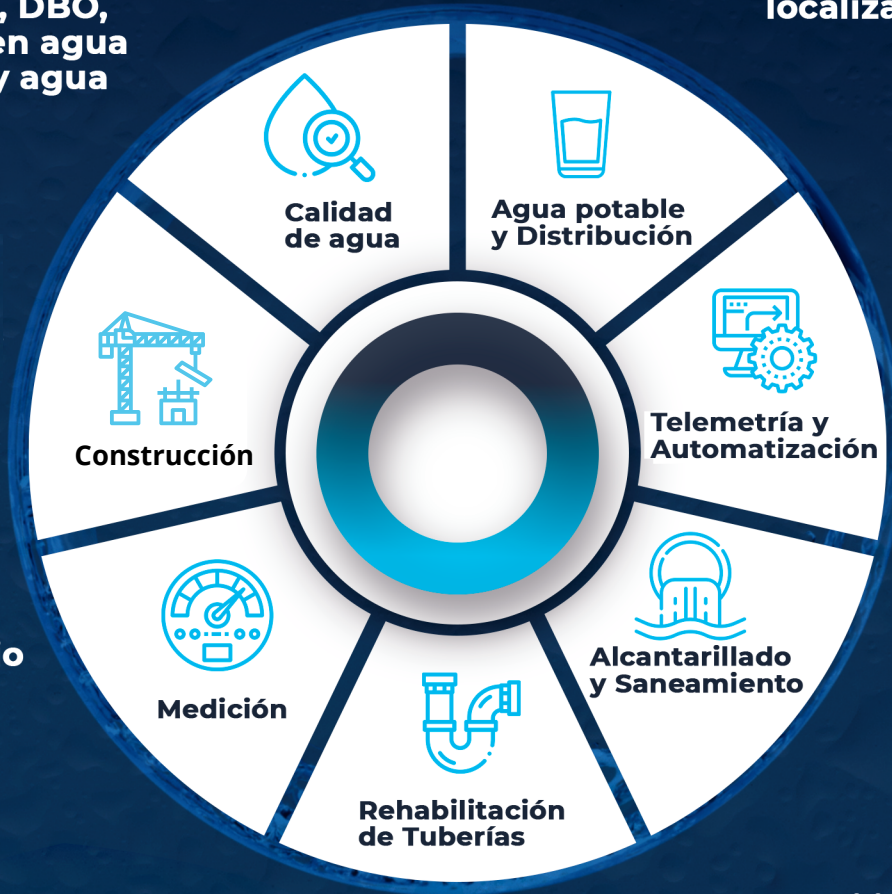 , DBO,
en agua
y agua
localiza
Calidad
de agua
Agua potable
y Distribución
Construcción
Telemetría y
Automatización
Medición
Alcantarillado
y Saneamiento
Rehabilitación
de Tuberías